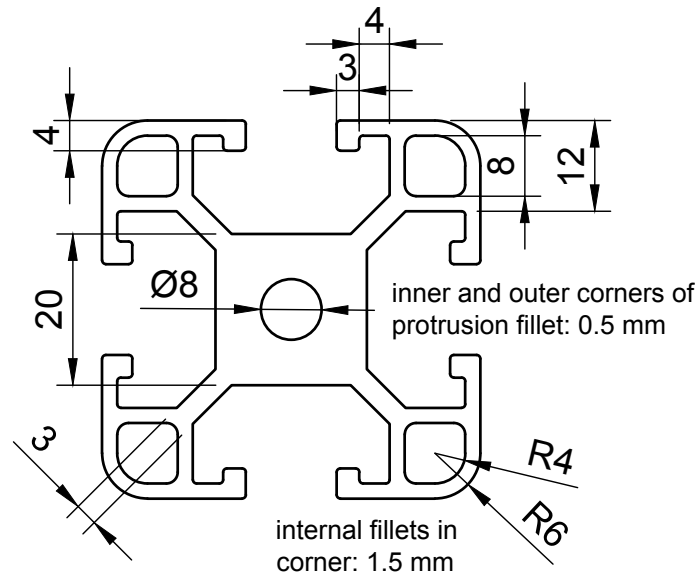 4
3
4
8
12
Ø8
20
inner and outer corners of
protrusion fillet: 0.5 mm
3
R4
R6
internal fillets in
corner: 1.5 mm